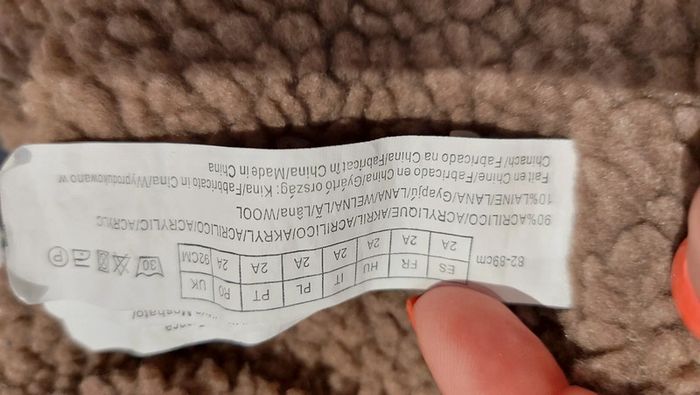 ES FR HU IT PL PT RO UK
82-89cm 2A 2A 2A 2A 2A 2A 2A 92CM
30 P
90%ACRILICO/ACRYLIQUE/AKRIL/ACRILICO/AKRYL/ACRILICO/ACRYLIC/ACRYLC
10%LAINE/LANA/Gyapjú/LANA/WELNA/LÃ/Lâna/WOOL
Fait en Chine/Fabricado en China/Gyártó ország: Kína/Fabbricato in Cina/Wyprodukowano w
Chinach/Fabricado na China/Fabricat în China/Made in China